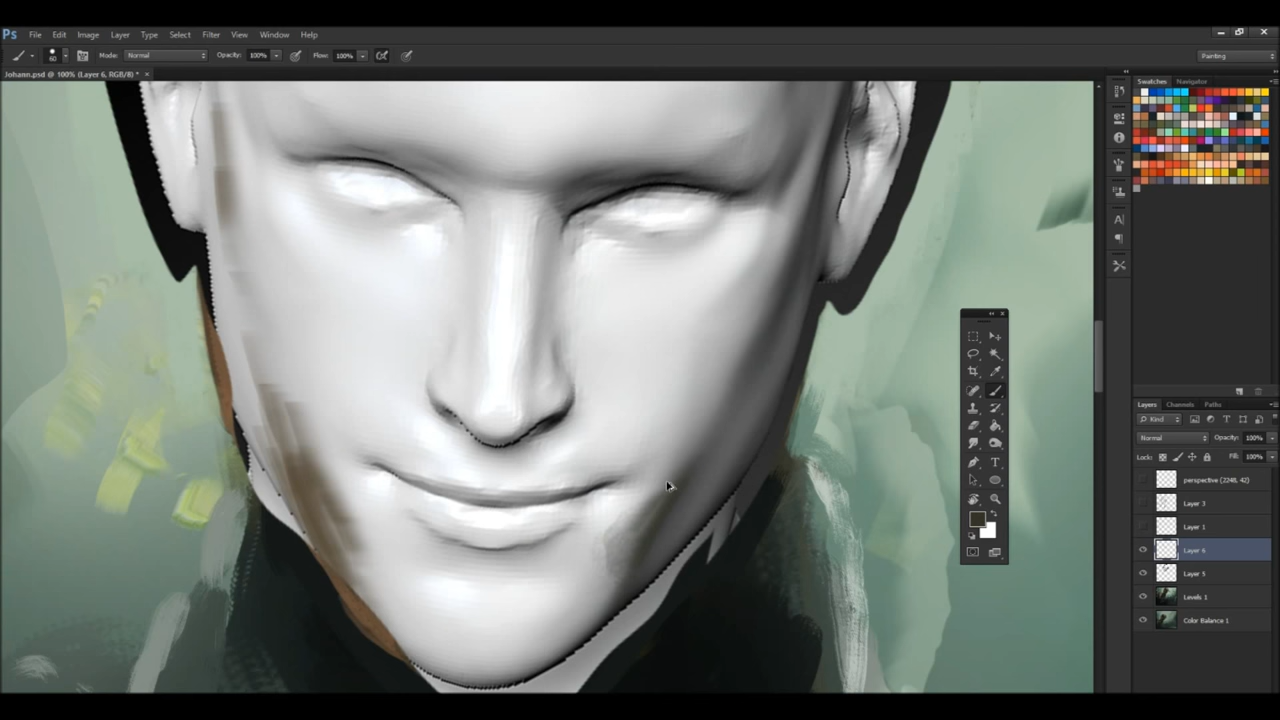 Ps File Edit Image Layer Type Select Filter View Window Help
60 Mode: Normal Opacity: 100% Flow: 100% Painting
Johann.psd @ 100% (Layer 6, RGB/8) * ×
Swatches Navigator
Layers Channels Paths
Kind
Normal Opacity: 100%
Lock: Fill: 100%
perspective (2248, 42)
Layer 3
Layer 1
Layer 6
Layer 5
Levels 1
Color Balance 1